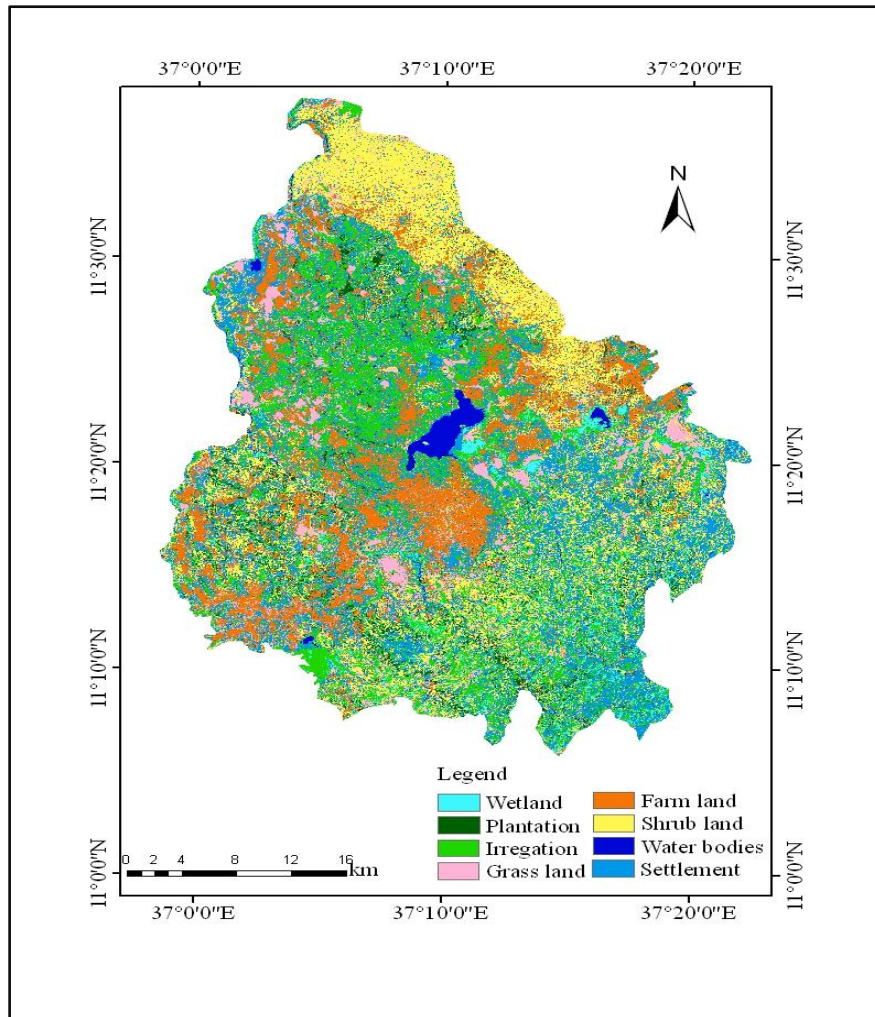 37°0'0"E 37°10'0"E 37°20'0"E
N
11°30'0"N 11°30'0"N
11°20'0"N 11°20'0"N
11°10'0"N 11°10'0"N
Legend
Wetland Farm land
Plantation Shrub land
Irregation Water bodies
Grass land Settlement
0 2 4 8 12 16 km
11°0'0"N 11°0'0"N
37°0'0"E 37°10'0"E 37°20'0"E